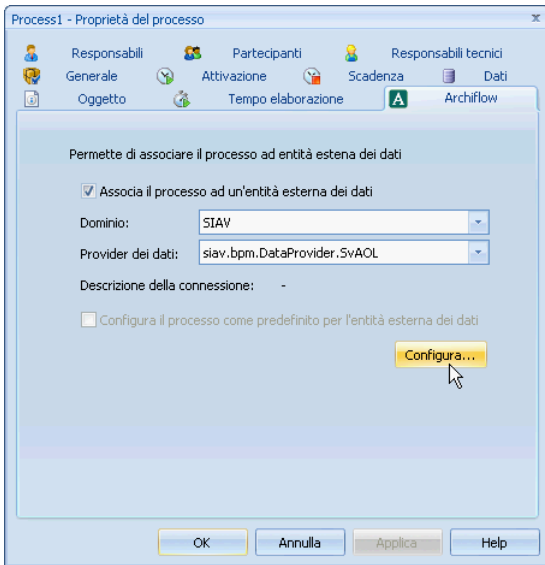 Process1 - Proprietà del processo
x
Responsabili Partecipanti Responsabili tecnici
Generale Attivazione Scadenza Dati
Oggetto Tempo elaborazione A Archiflow
Permette di associare il processo ad entità estena dei dati
Associa il processo ad un'entità esterna dei dati
Dominio: SIAV
Provider dei dati: siav.bpm.DataProvider.SvAOL
Descrizione della connessione: -
Configura il processo come predefinito per l'entità esterna dei dati
Configura...
OK Annulla Applica Help